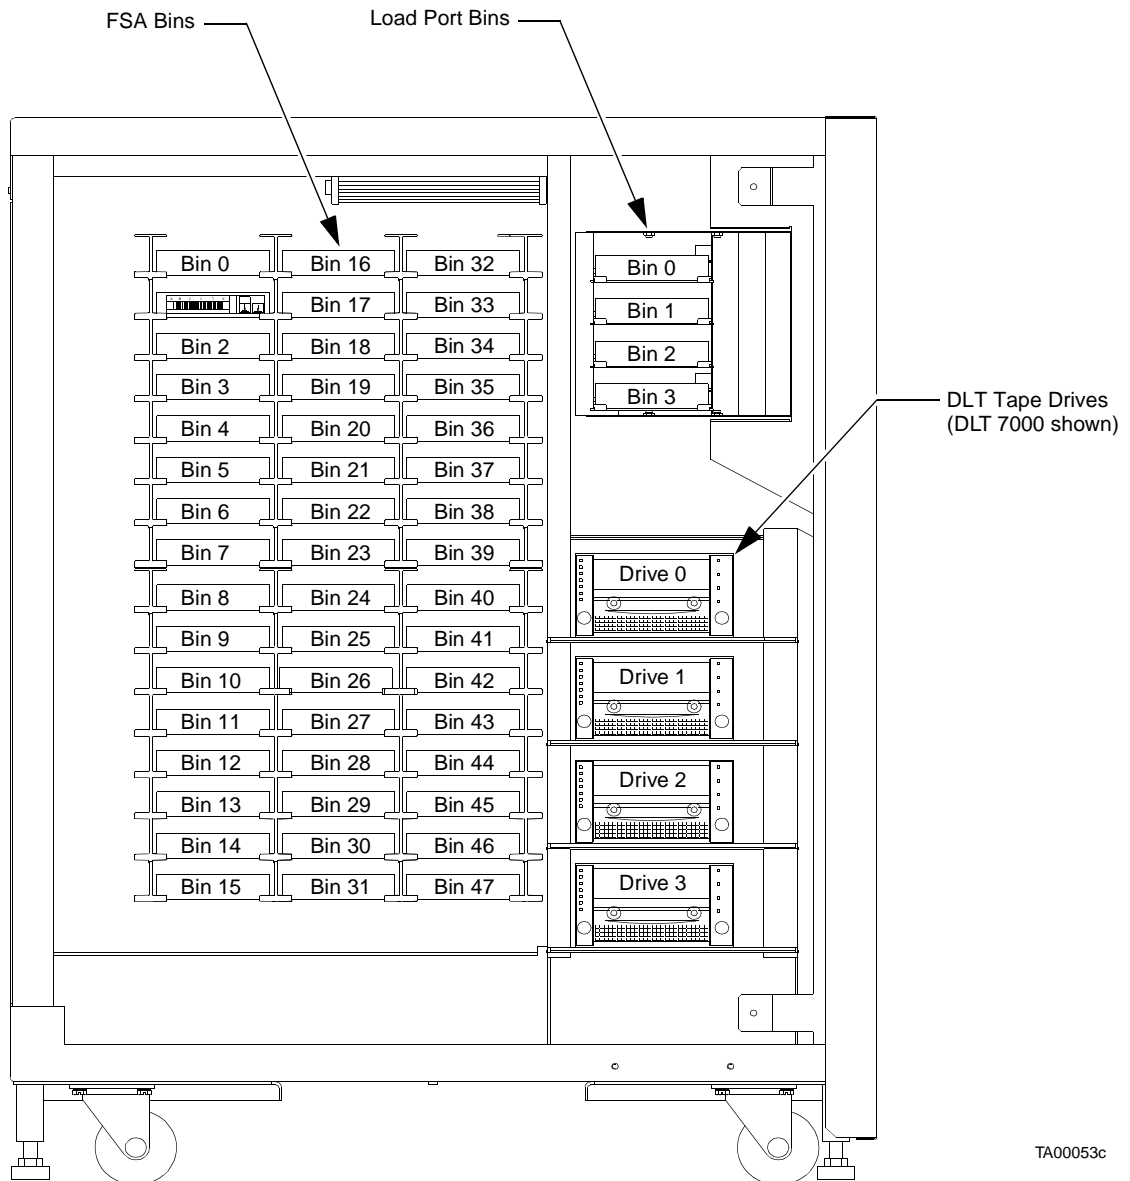 FSA Bins
Load Port Bins
Bin 0 Bin 16 Bin 32
Bin 17 Bin 33
Bin 2 Bin 18 Bin 34
Bin 3 Bin 19 Bin 35
Bin 4 Bin 20 Bin 36
Bin 5 Bin 21 Bin 37
Bin 6 Bin 22 Bin 38
Bin 7 Bin 23 Bin 39
Bin 8 Bin 24 Bin 40
Bin 9 Bin 25 Bin 41
Bin 10 Bin 26 Bin 42
Bin 11 Bin 27 Bin 43
Bin 12 Bin 28 Bin 44
Bin 13 Bin 29 Bin 45
Bin 14 Bin 30 Bin 46
Bin 15 Bin 31 Bin 47
Bin 0
Bin 1
Bin 2
Bin 3
DLT Tape Drives
(DLT 7000 shown)
Drive 0
Drive 1
Drive 2
Drive 3
TA00053c